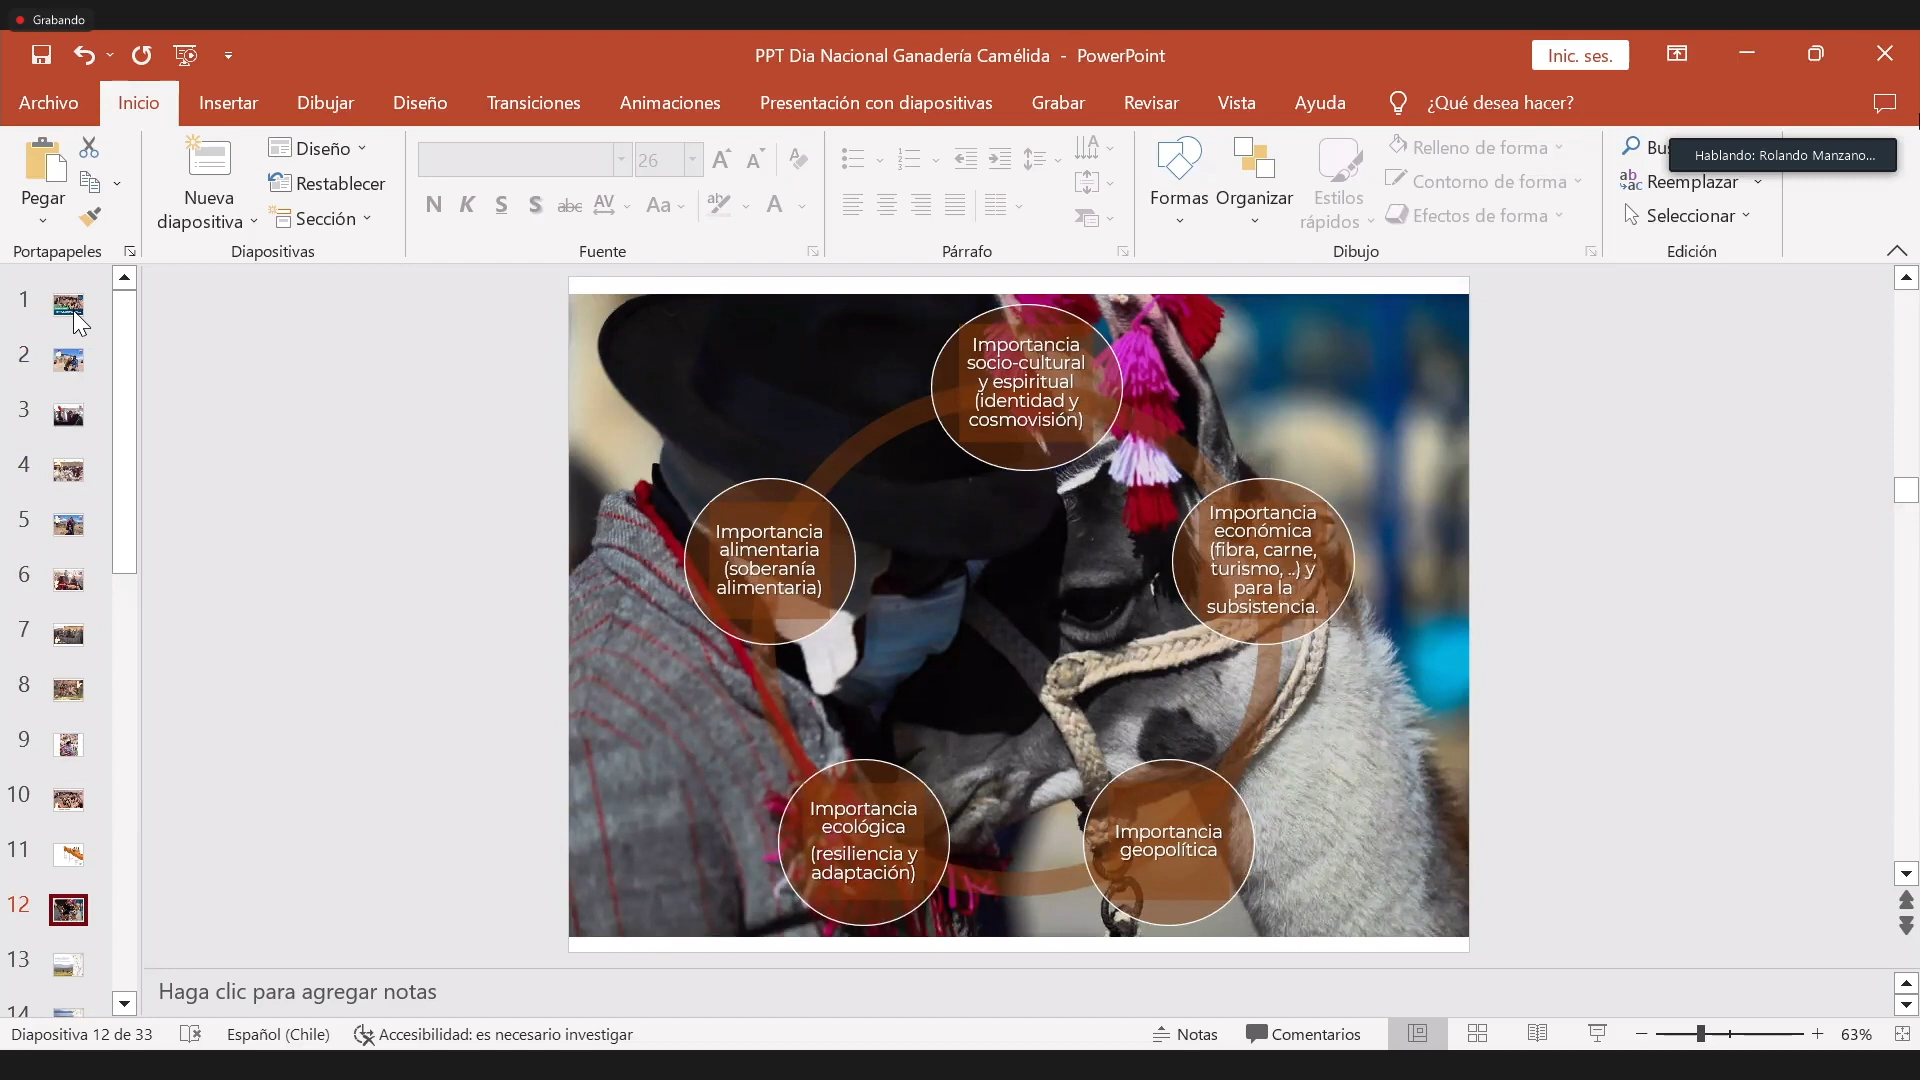 Grabando
PPT Dia Nacional Ganadería Camélida - PowerPoint
Inic. ses.
Archivo
Inicio
Insertar
Dibujar
Diseño
Transiciones
Animaciones
Presentación con diapositivas
Grabar
Revisar
Vista
Ayuda
¿Qué desea hacer?
Pegar
Portapapeles
Nueva
diapositiva
Diseño
Restablecer
Sección
Diapositivas
26
N K S S abc AV Aa A
Fuente
Párrafo
Formas
Organizar
Estilos
rápidos
Relleno de forma
Contorno de forma
Efectos de forma
Dibujo
Hablando: Rolando Manzano...
Reemplazar
Seleccionar
Edición
1
2
3
4
5
6
7
8
9
10
11
12
13
14
Importancia
socio-cultural
y espiritual
(identidad y
cosmovisión)
Importancia
alimentaria
(soberanía
alimentaria)
Importancia
económica
(fibra, carne,
turismo, ..) y
para la
subsistencia.
Importancia
ecológica
(resiliencia y
adaptación)
Importancia
geopolítica
Haga clic para agregar notas
Diapositiva 12 de 33
Español (Chile)
Accesibilidad: es necesario investigar
Notas
Comentarios
63%